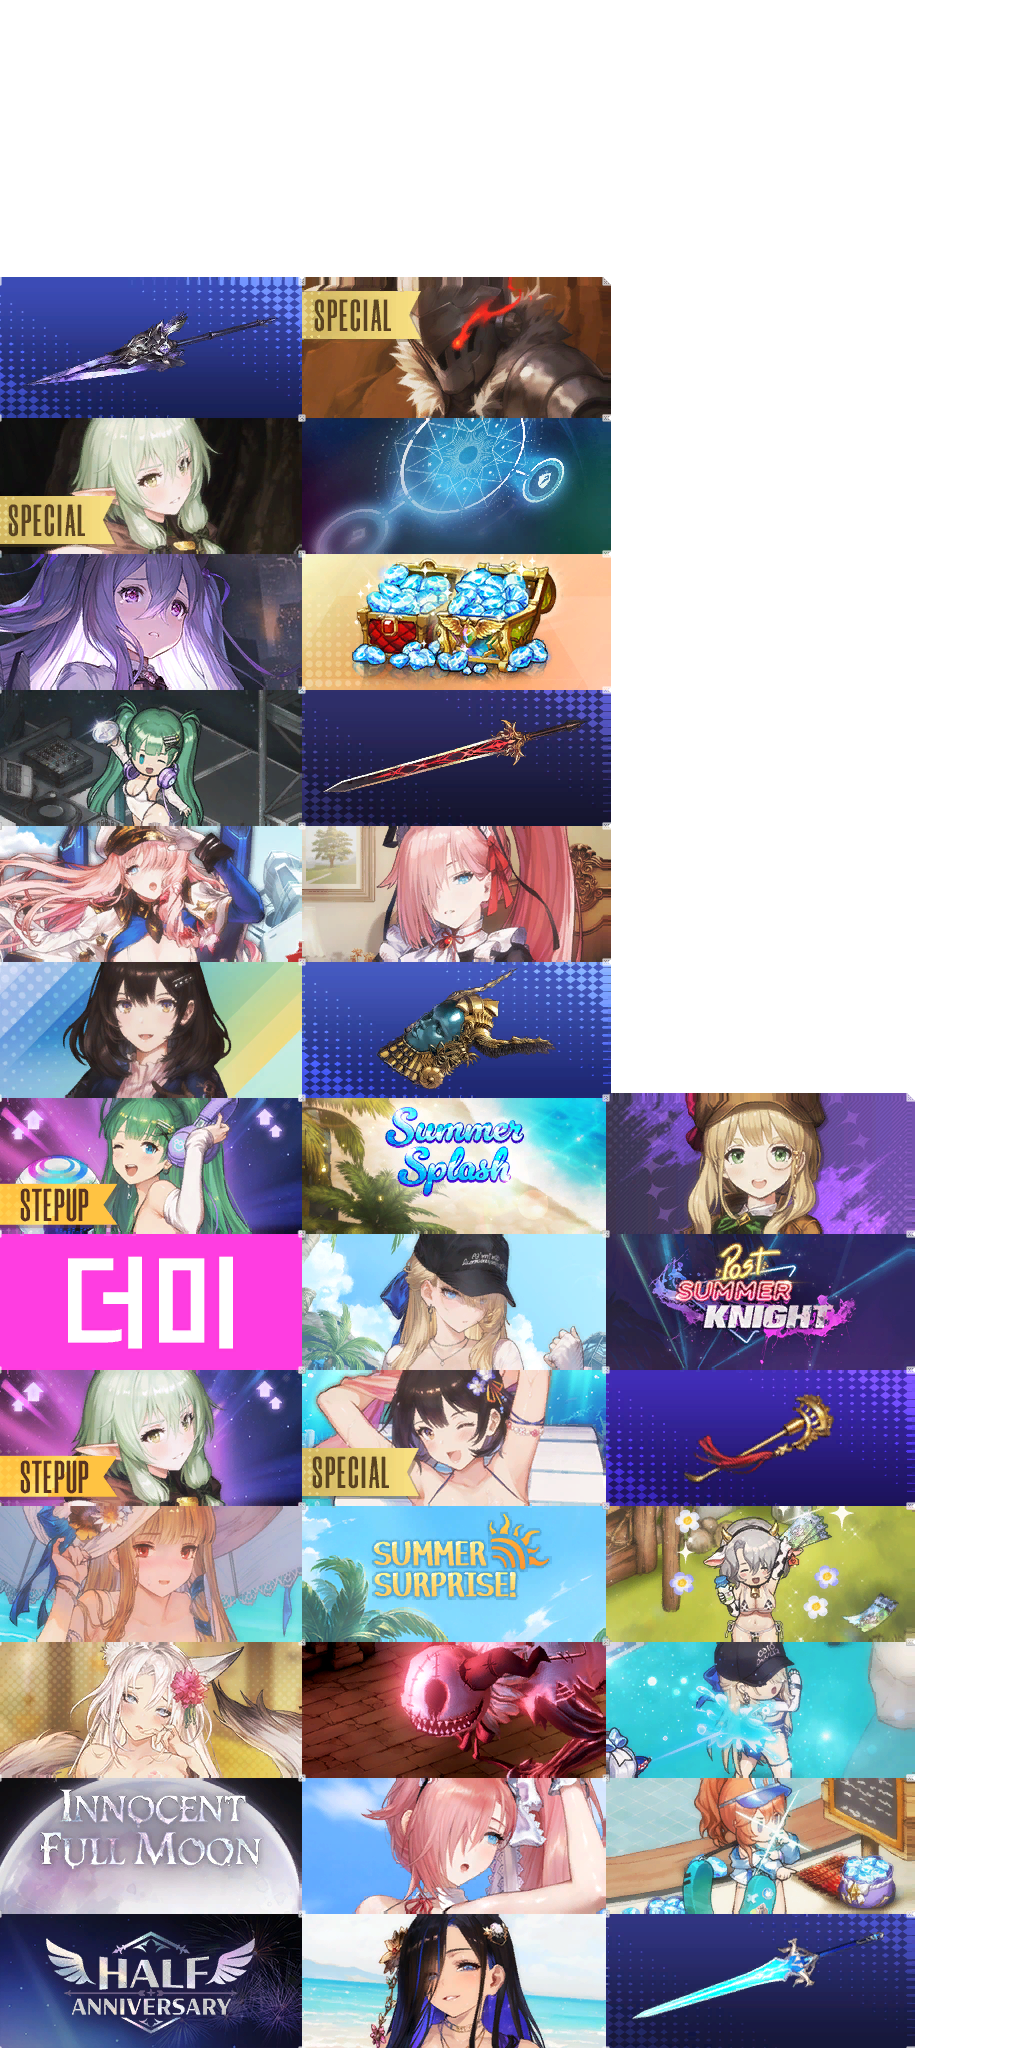 SPECIAL
SPECIAL
STEPUP
Summer
Splash
더미
Post
SUMMER
KNIGHT
STEPUP
SPECIAL
SUMMER
SURPRISE!
INNOCENT
FULL MOON
HALF
ANNIVERSARY